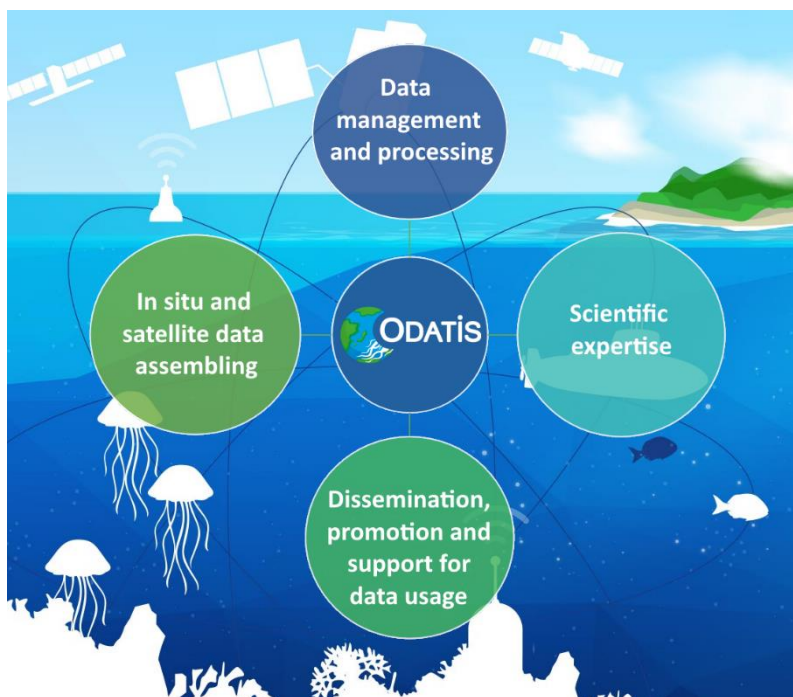 Data
management
and processing
In situ and
satellite data
assembling
ODATIS
Scientific
expertise
Dissemination,
promotion and
support for
data usage